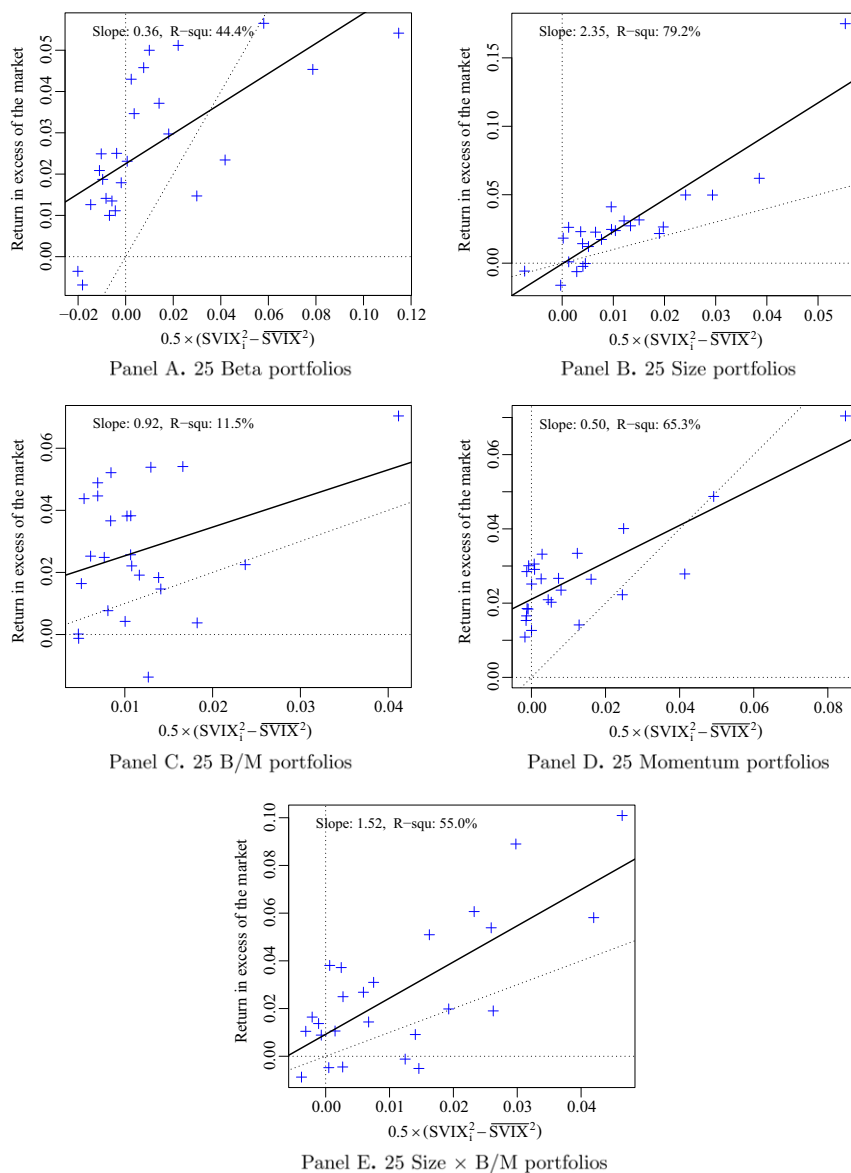 Slope: 0.36, R−squ: 44.4%
Return in excess of the market
0.00 0.01 0.02 0.03 0.04 0.05
−0.02 0.00 0.02 0.04 0.06 0.08 0.10 0.12
0.5 × (SVIX²ᵢ − S̅V̅I̅X̅²)
Panel A. 25 Beta portfolios
Slope: 2.35, R−squ: 79.2%
Return in excess of the market
0.00 0.05 0.10 0.15
0.00 0.01 0.02 0.03 0.04 0.05
0.5 × (SVIX²ᵢ − S̅V̅I̅X̅²)
Panel B. 25 Size portfolios
Slope: 0.92, R−squ: 11.5%
Return in excess of the market
0.00 0.02 0.04 0.06
0.01 0.02 0.03 0.04
0.5 × (SVIX²ᵢ − S̅V̅I̅X̅²)
Panel C. 25 B/M portfolios
Slope: 0.50, R−squ: 65.3%
Return in excess of the market
0.00 0.02 0.04 0.06
0.00 0.02 0.04 0.06 0.08
0.5 × (SVIX²ᵢ − S̅V̅I̅X̅²)
Panel D. 25 Momentum portfolios
Slope: 1.52, R−squ: 55.0%
Return in excess of the market
0.00 0.02 0.04 0.06 0.08 0.10
0.00 0.01 0.02 0.03 0.04
0.5 × (SVIX²ᵢ − S̅V̅I̅X̅²)
Panel E. 25 Size × B/M portfolios